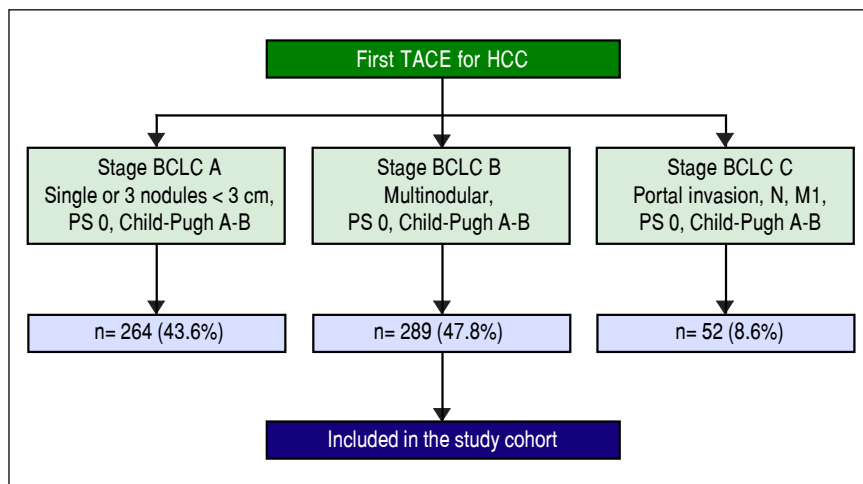 First TACE for HCC
Stage BCLC A
Single or 3 nodules < 3 cm,
PS 0, Child-Pugh A-B
Stage BCLC B
Multinodular,
PS 0, Child-Pugh A-B
Stage BCLC C
Portal invasion, N, M1,
PS 0, Child-Pugh A-B
n= 264 (43.6%)
n= 289 (47.8%)
n= 52 (8.6%)
Included in the study cohort